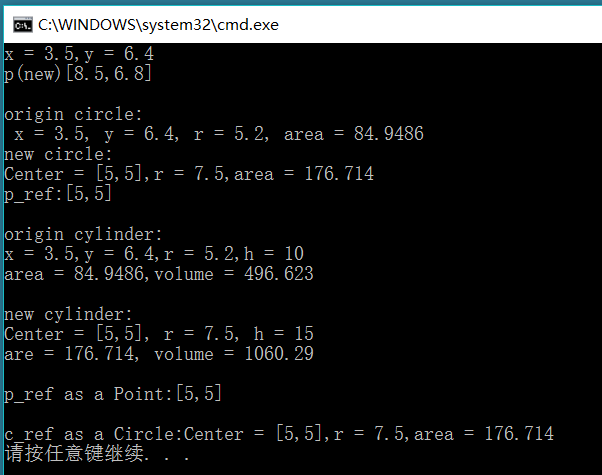 C:\WINDOWS\system32\cmd.exe
x = 3.5,y = 6.4
p(new)[8.5,6.8]
origin circle:
x = 3.5, y = 6.4, r = 5.2, area = 84.9486
new circle:
Center = [5,5],r = 7.5,area = 176.714
p_ref:[5,5]
origin cylinder:
x = 3.5,y = 6.4,r = 5.2,h = 10
area = 84.9486,volume = 496.623
new cylinder:
Center = [5,5], r = 7.5, h = 15
are = 176.714, volume = 1060.29
p_ref as a Point:[5,5]
c_ref as a Circle:Center = [5,5],r = 7.5,area = 176.714
请按任意键继续. . .